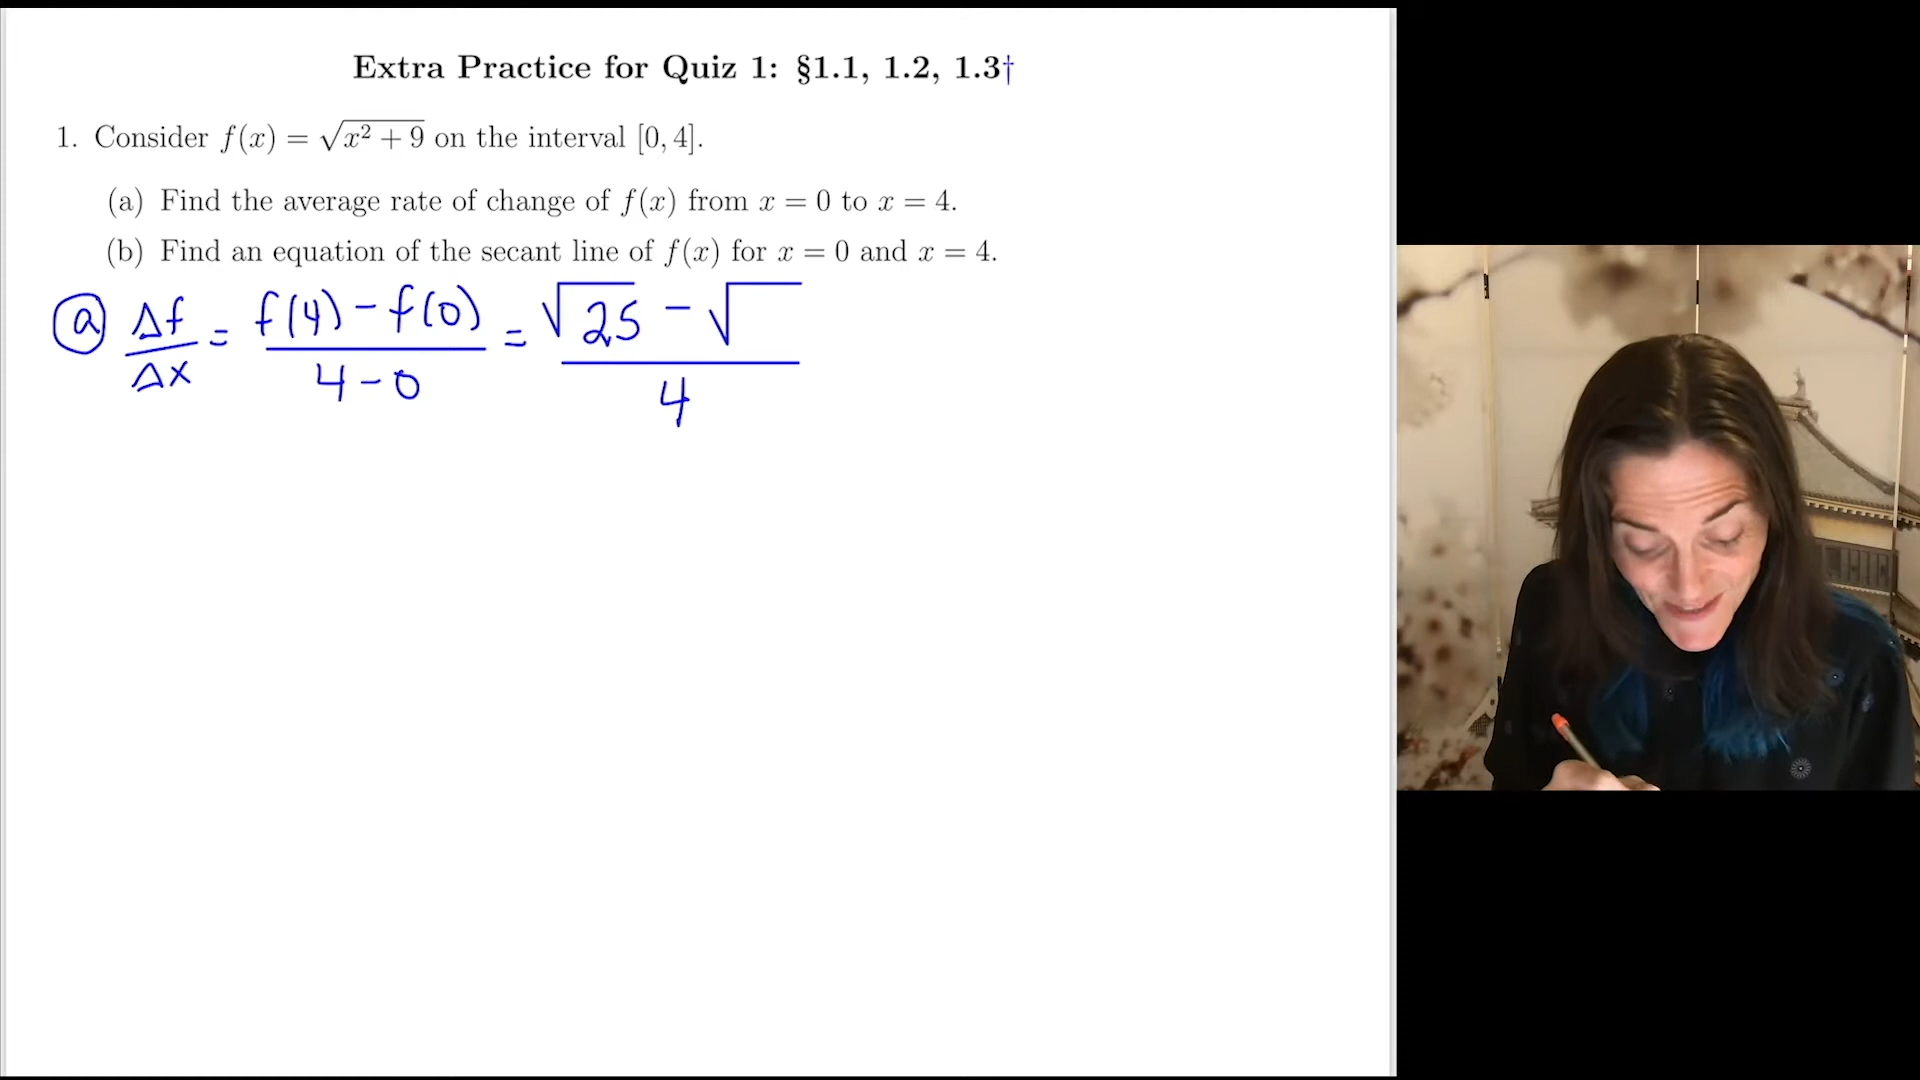 Extra Practice for Quiz 1: §1.1, 1.2, 1.3†
1. Consider f(x) = √(x² + 9) on the interval [0, 4].
(a) Find the average rate of change of f(x) from x = 0 to x = 4.
(b) Find an equation of the secant line of f(x) for x = 0 and x = 4.
ⓐ Δf/Δx = (f(4) - f(0))/(4 - 0) = (√25 - √ )/4